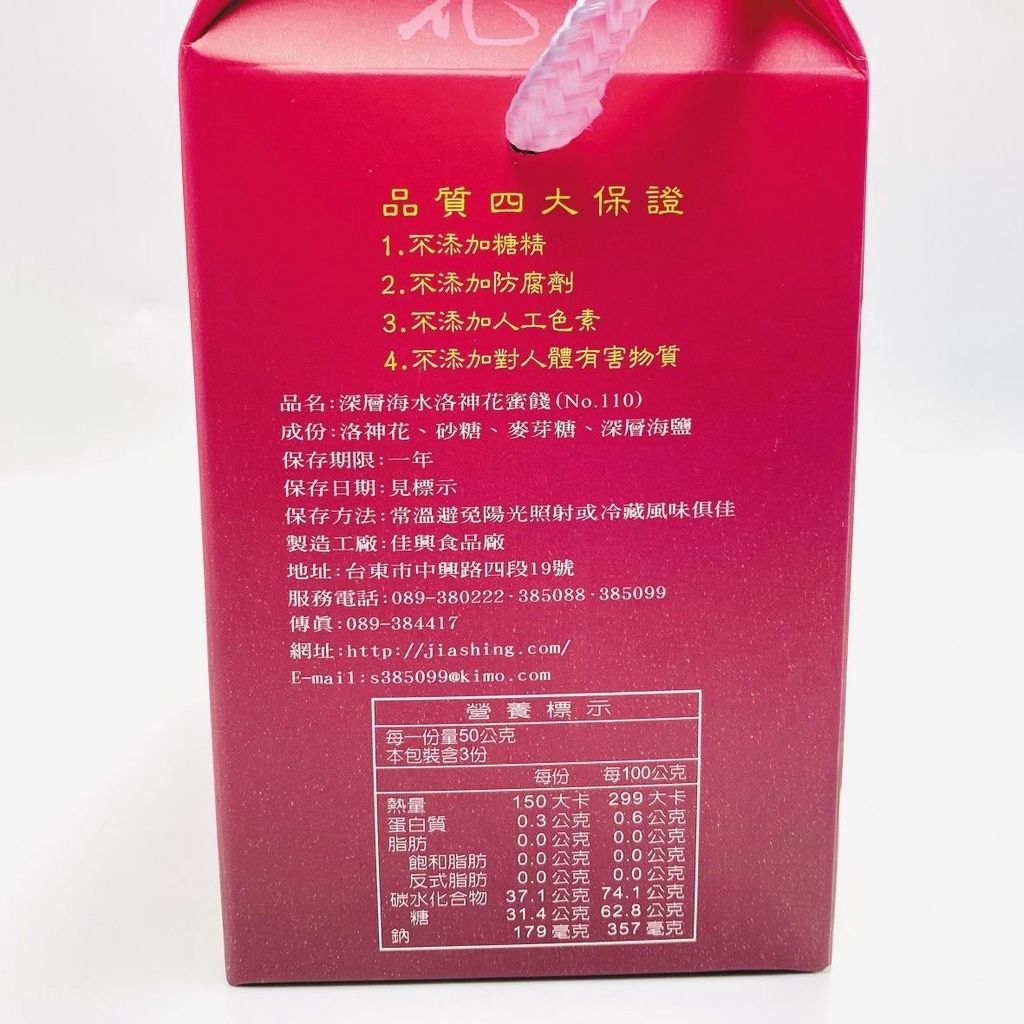 花
品質四大保證
1.不添加糖精
2.不添加防腐劑
3.不添加人工色素
4.不添加對人體有害物質
品名:深層海水洛神花蜜餞(No.110)
成份:洛神花、砂糖、麥芽糖、深層海鹽
保存期限:一年
保存日期:見標示
保存方法:常溫避免陽光照射或冷藏風味俱佳
製造工廠:佳興食品廠
地址:台東市中興路四段19號
服務電話:089-380222·385088·385099
傳真:089-384417
網址:http://jiashing.com/
E-mail:s385099@kimo.com
營養標示
每一份量50公克
本包裝含3份
每份 每100公克
熱量 150大卡 299大卡
蛋白質 0.3公克 0.6公克
脂肪 0.0公克 0.0公克
飽和脂肪 0.0公克 0.0公克
反式脂肪 0.0公克 0.0公克
碳水化合物 37.1公克 74.1公克
糖 31.4公克 62.8公克
鈉 179毫克 357毫克